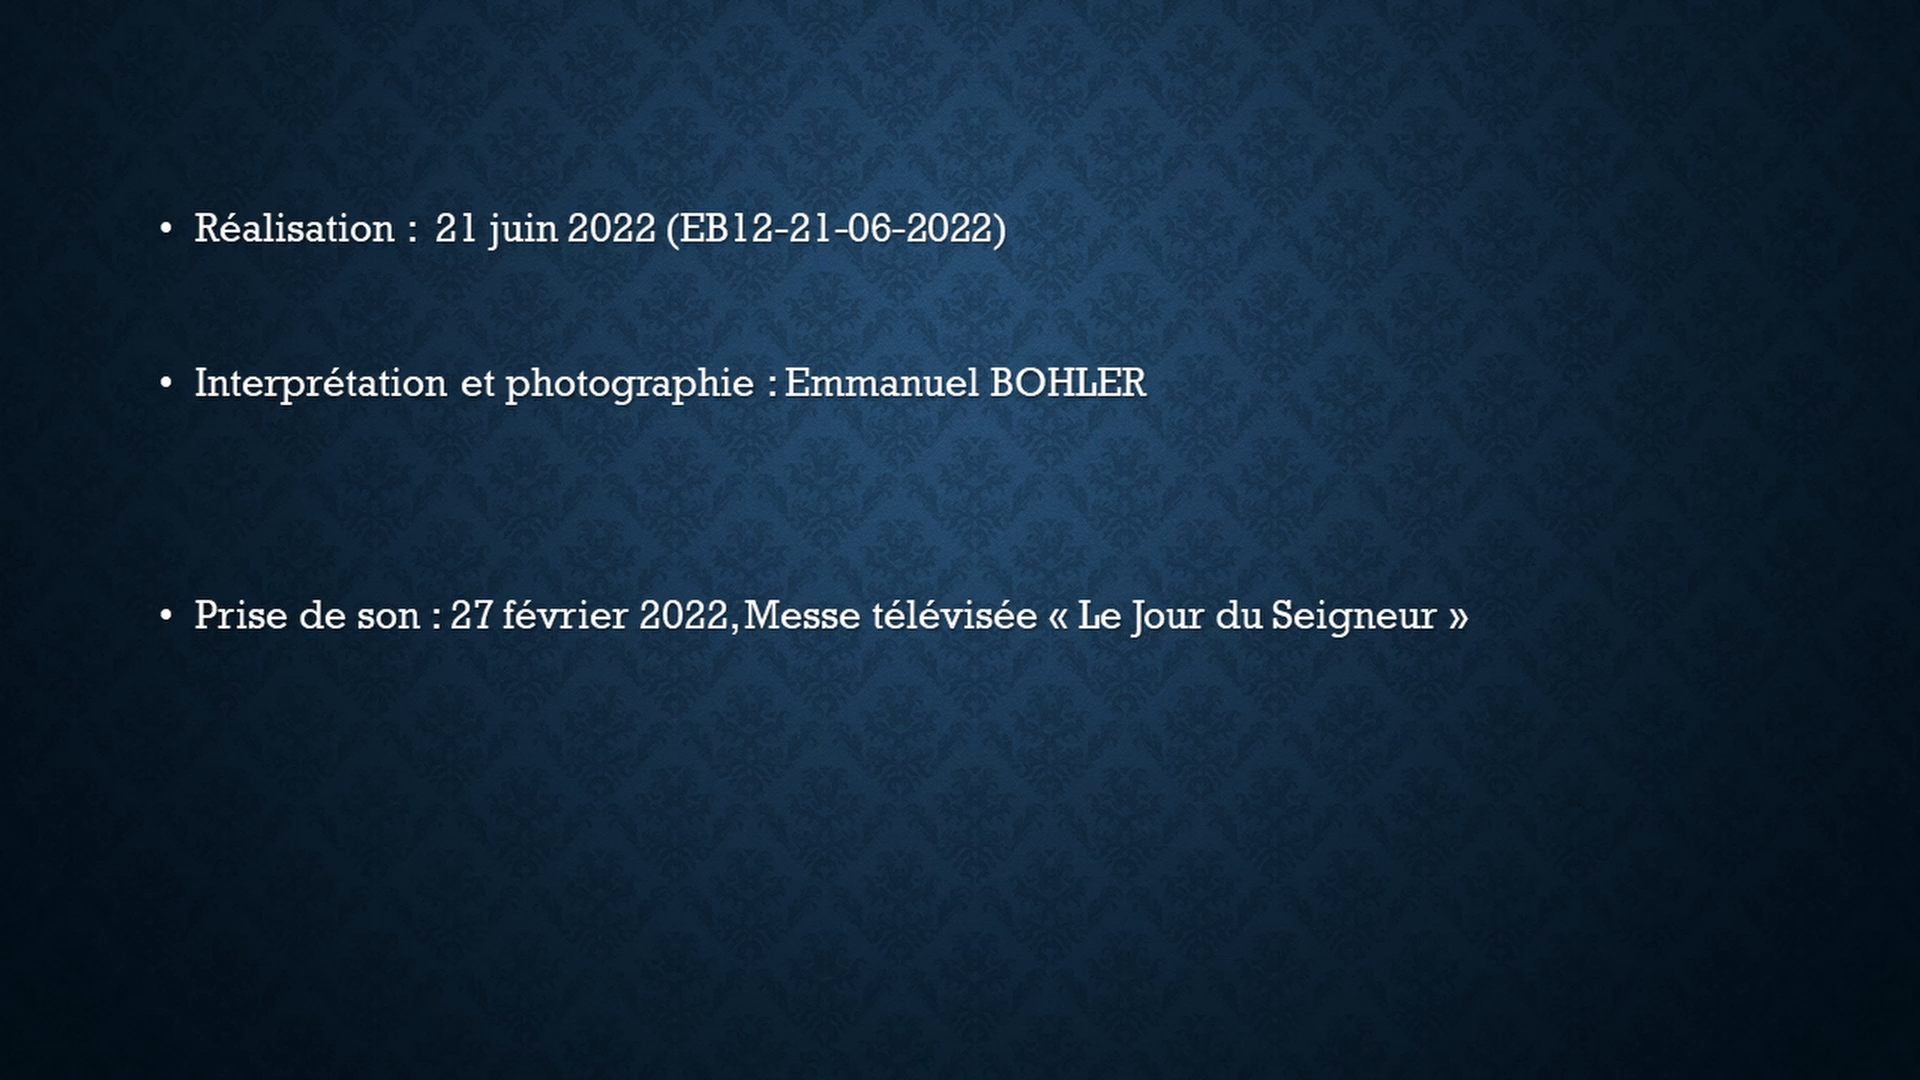 • Réalisation : 21 juin 2022 (EB12-21-06-2022)
• Interprétation et photographie : Emmanuel BOHLER
• Prise de son : 27 février 2022, Messe télévisée « Le Jour du Seigneur »